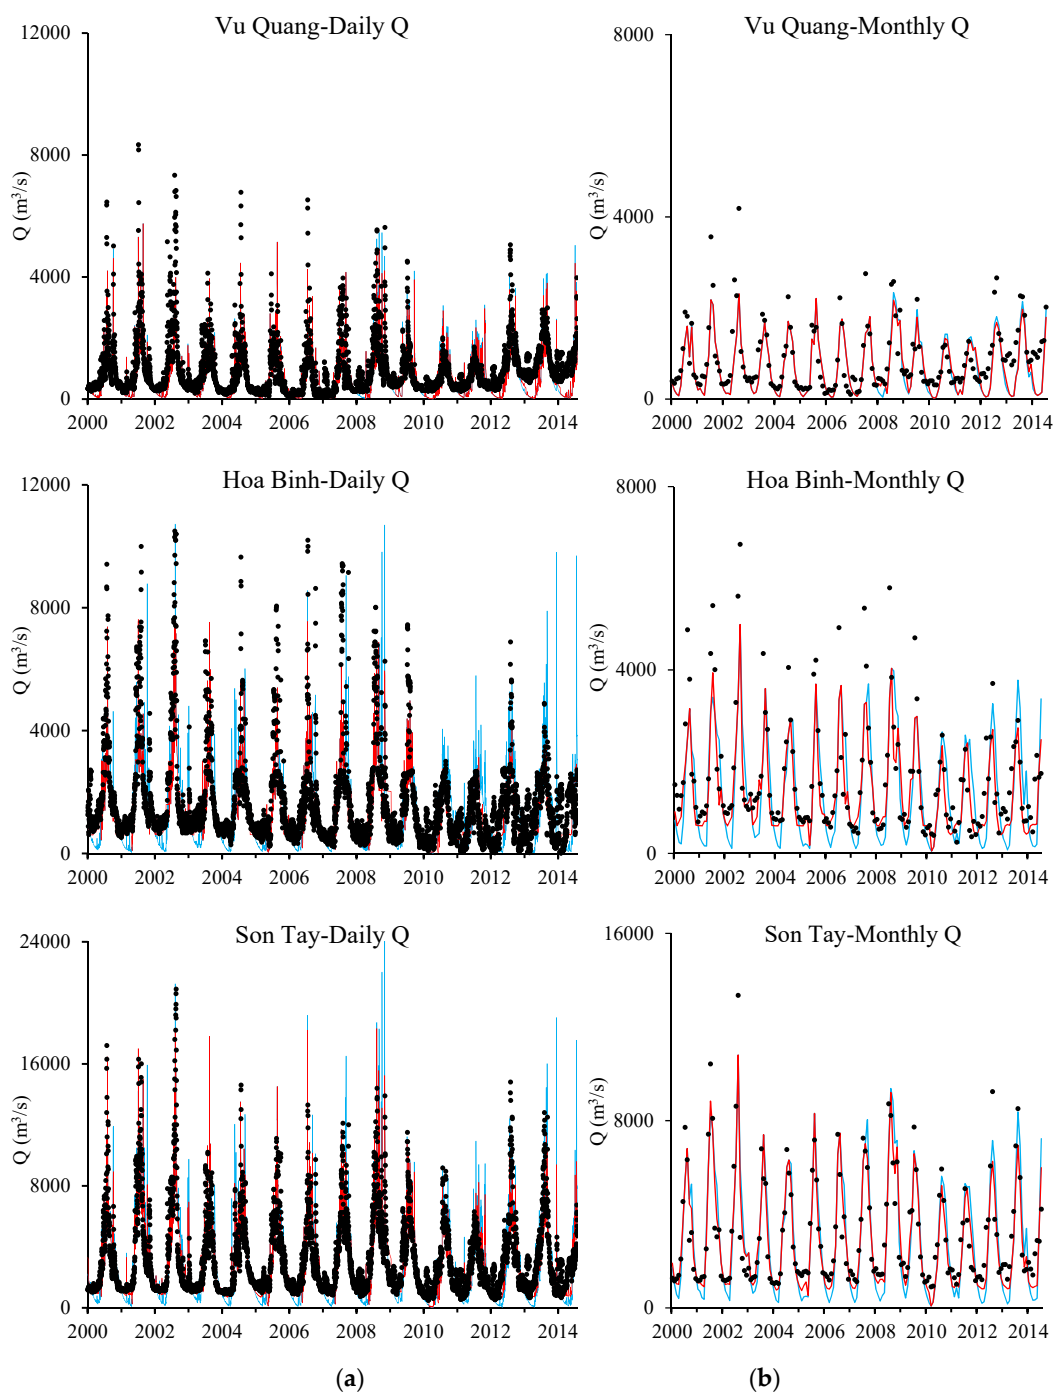 Vu Quang-Daily Q
12000
8000
4000
0
Q (m³/s)
2000 2002 2004 2006 2008 2010 2012 2014
Vu Quang-Monthly Q
8000
4000
0
Q (m³/s)
2000 2002 2004 2006 2008 2010 2012 2014
Hoa Binh-Daily Q
12000
8000
4000
0
Q (m³/s)
2000 2002 2004 2006 2008 2010 2012 2014
Hoa Binh-Monthly Q
8000
4000
0
Q (m³/s)
2000 2002 2004 2006 2008 2010 2012 2014
Son Tay-Daily Q
24000
16000
8000
0
Q (m³/s)
2000 2002 2004 2006 2008 2010 2012 2014
Son Tay-Monthly Q
16000
8000
0
Q (m³/s)
2000 2002 2004 2006 2008 2010 2012 2014
(a)
(b)